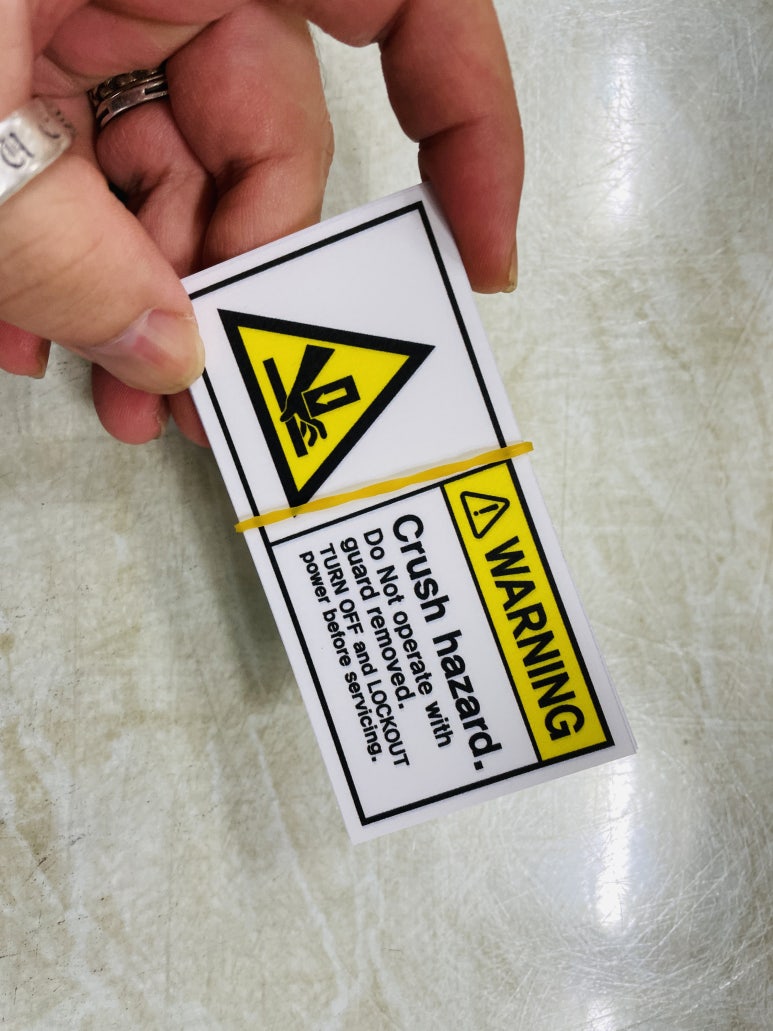 WARNING
Crush hazard.
Do Not operate with
guard removed.
TURN OFF and LOCKOUT
power before servicing.